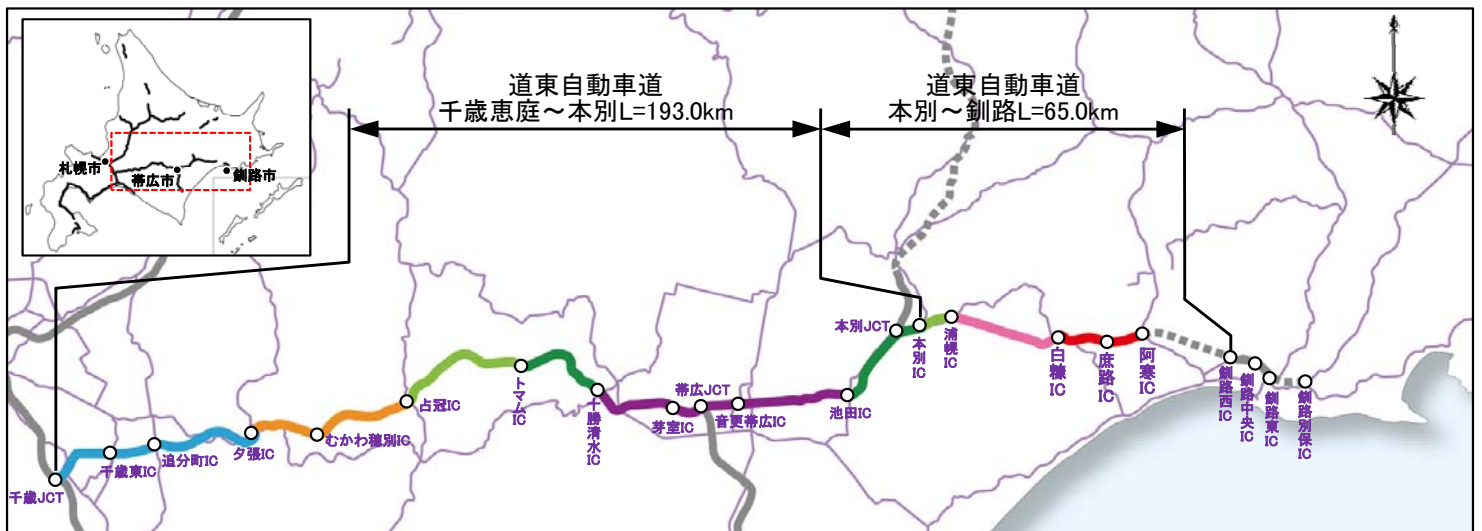 道東自動車道
千歳恵庭～本別L=193.0km
道東自動車道
本別～釧路L=65.0km
札幌市
帯広市
釧路市
千歳JCT
千歳東IC
追分町IC
夕張IC
むかわ穂別IC
占冠IC
トマムIC
十勝清水IC
芽室IC
帯広JCT
音更帯広IC
池田IC
本別JCT
本別IC
浦幌IC
白糠IC
庶路IC
阿寒IC
釧路西IC
釧路中央IC
釧路東IC
釧路別保IC